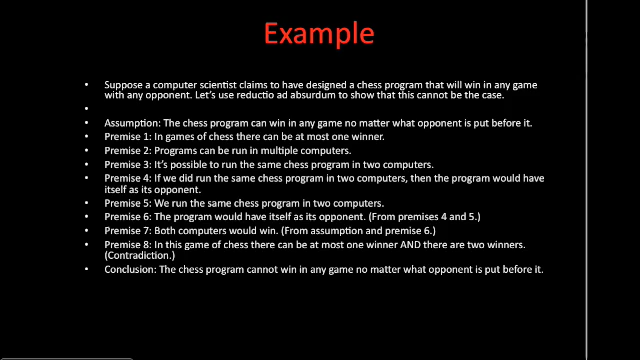 Example
• Suppose a computer scientist claims to have designed a chess program that will win in any game
with any opponent. Let's use reductio ad absurdum to show that this cannot be the case.
•
• Assumption: The chess program can win in any game no matter what opponent is put before it.
• Premise 1: In games of chess there can be at most one winner.
• Premise 2: Programs can be run in multiple computers.
• Premise 3: It's possible to run the same chess program in two computers.
• Premise 4: If we did run the same chess program in two computers, then the program would have
itself as its opponent.
• Premise 5: We run the same chess program in two computers.
• Premise 6: The program would have itself as its opponent. (From premises 4 and 5.)
• Premise 7: Both computers would win. (From assumption and premise 6.)
• Premise 8: In this game of chess there can be at most one winner AND there are two winners.
(Contradiction.)
• Conclusion: The chess program cannot win in any game no matter what opponent is put before it.